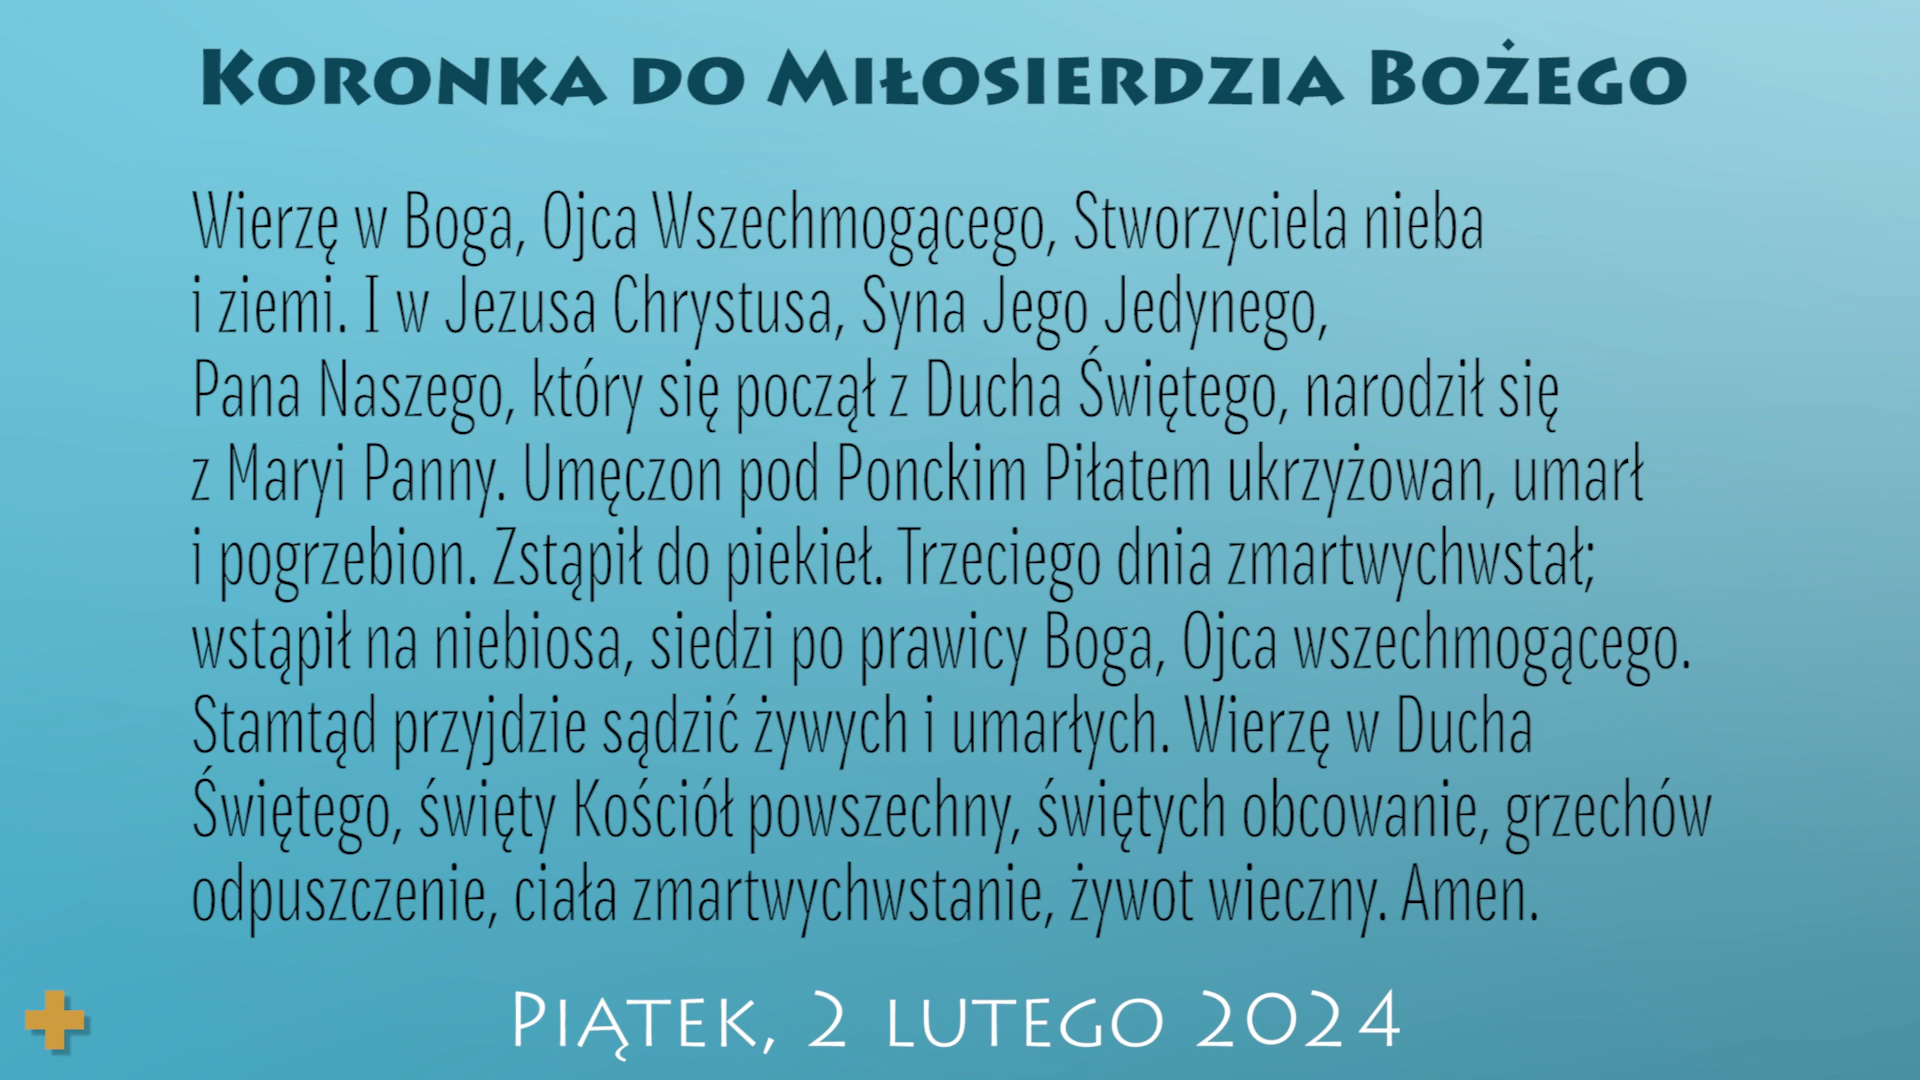 Koronka do Miłosierdzia Bożego
Wierzę w Boga, Ojca Wszechmogącego, Stworzyciela nieba
i ziemi. I w Jezusa Chrystusa, Syna Jego Jedynego,
Pana Naszego, który się począł z Ducha Świętego, narodził się
z Maryi Panny. Umęczon pod Ponckim Piłatem ukrzyżowan, umarł
i pogrzebion. Zstąpił do piekieł. Trzeciego dnia zmartwychwstał;
wstąpił na niebiosa, siedzi po prawicy Boga, Ojca wszechmogącego.
Stamtąd przyjdzie sądzić żywych i umarłych. Wierzę w Ducha
Świętego, święty Kościół powszechny, świętych obcowanie, grzechów
odpuszczenie, ciała zmartwychwstanie, żywot wieczny. Amen.
Piątek, 2 lutego 2024